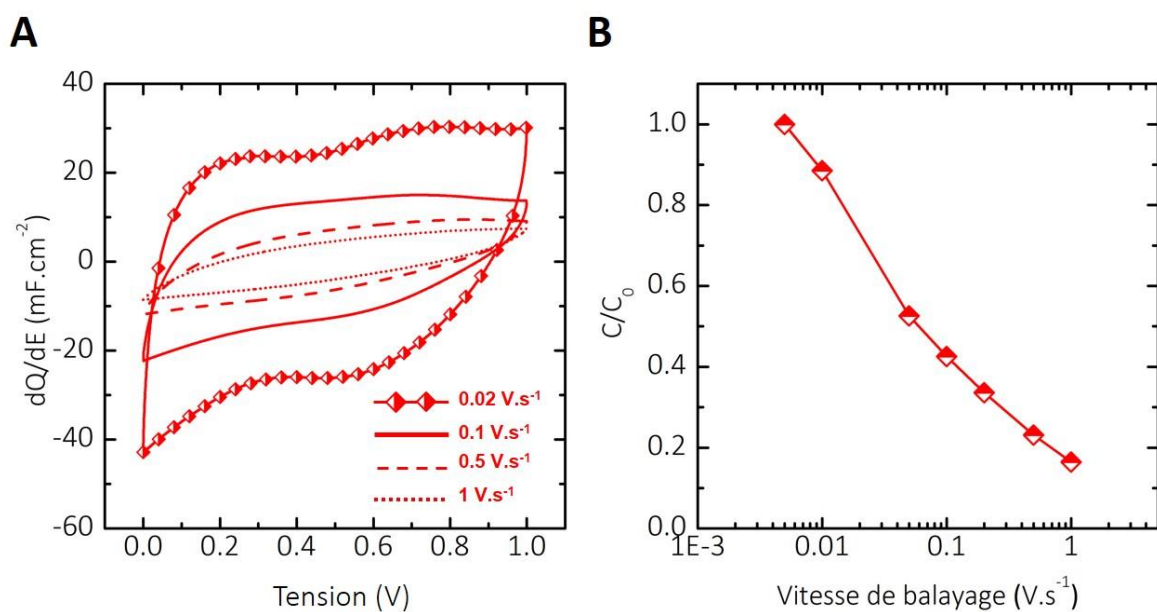 A
B
40
20
0
-20
-40
-60
dQ/dE (mF.cm⁻²)
0.0
0.2
0.4
0.6
0.8
1.0
Tension (V)
0.02 V.s⁻¹
0.1 V.s⁻¹
0.5 V.s⁻¹
1 V.s⁻¹
1.0
0.8
0.6
0.4
0.2
0.0
C/C₀
1E-3
0.01
0.1
1
Vitesse de balayage (V.s⁻¹)